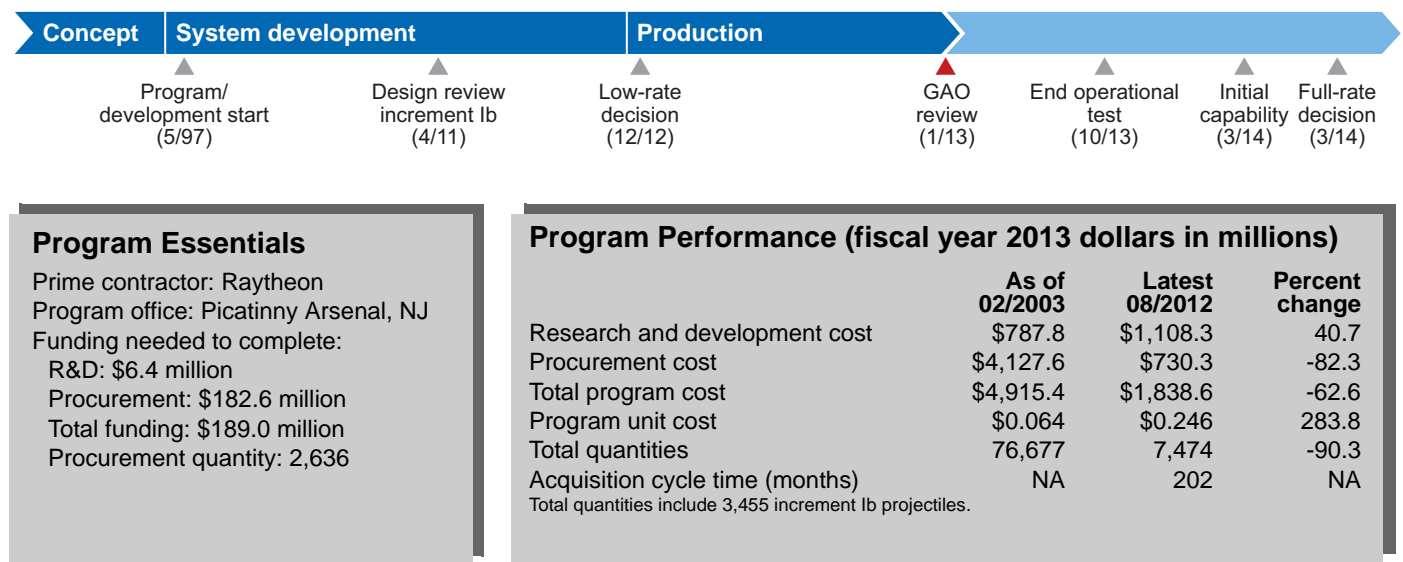 Concept System development Production
Program/ development start (5/97)
Design review increment Ib (4/11)
Low-rate decision (12/12)
GAO review (1/13)
End operational test (10/13)
Initial capability (3/14)
Full-rate decision (3/14)
Program Essentials
Prime contractor: Raytheon
Program office: Picatinny Arsenal, NJ
Funding needed to complete:
R&D: $6.4 million
Procurement: $182.6 million
Total funding: $189.0 million
Procurement quantity: 2,636
Program Performance (fiscal year 2013 dollars in millions)
As of 02/2003 Latest 08/2012 Percent change
Research and development cost $787.8 $1,108.3 40.7
Procurement cost $4,127.6 $730.3 -82.3
Total program cost $4,915.4 $1,838.6 -62.6
Program unit cost $0.064 $0.246 283.8
Total quantities 76,677 7,474 -90.3
Acquisition cycle time (months) NA 202 NA
Total quantities include 3,455 increment Ib projectiles.